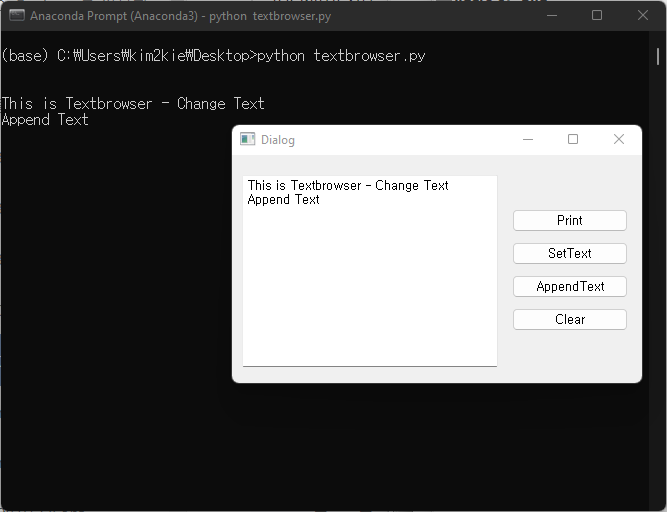 Anaconda Prompt (Anaconda3) - python textbrowser.py
(base) C:₩Users₩kim2kie₩Desktop>python textbrowser.py
This is Textbrowser - Change Text
Append Text
Dialog
This is Textbrowser - Change Text
Append Text
Print
SetText
AppendText
Clear